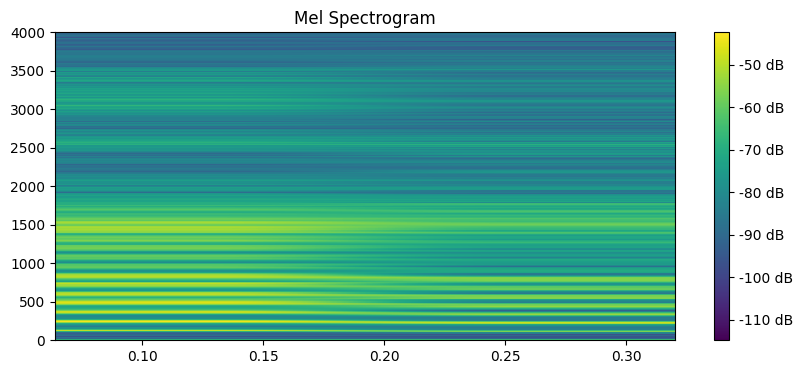 Mel Spectrogram
4000
3500
3000
2500
2000
1500
1000
500
0
0.10 0.15 0.20 0.25 0.30
-50 dB
-60 dB
-70 dB
-80 dB
-90 dB
-100 dB
-110 dB